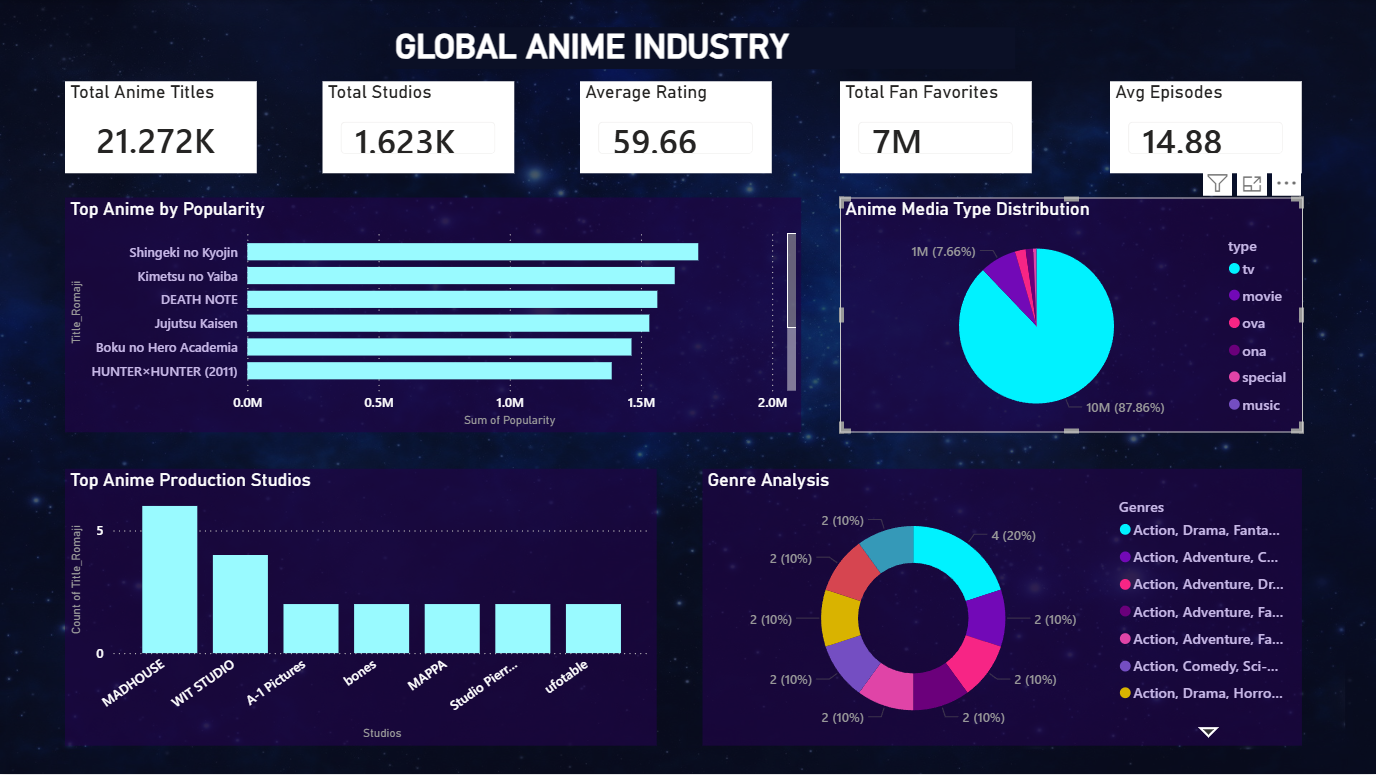 GLOBAL ANIME INDUSTRY
Total Anime Titles
21.272K
Total Studios
1.623K
Average Rating
59.66
Total Fan Favorites
7M
Avg Episodes
14.88
Top Anime by Popularity
Title_Romaji
Shingeki no Kyojin
Kimetsu no Yaiba
DEATH NOTE
Jujutsu Kaisen
Boku no Hero Academia
HUNTER×HUNTER (2011)
0.0M 0.5M 1.0M 1.5M 2.0M
Sum of Popularity
Anime Media Type Distribution
1M (7.66%)
10M (87.86%)
type
tv
movie
ova
ona
special
music
Top Anime Production Studios
Count of Title_Romaji
5
0
MADHOUSE
WIT STUDIO
A-1 Pictures
bones
MAPPA
Studio Pierr...
ufotable
Studios
Genre Analysis
2 (10%)
4 (20%)
2 (10%)
2 (10%)
2 (10%)
2 (10%)
2 (10%)
2 (10%)
2 (10%)
Genres
Action, Drama, Fanta...
Action, Adventure, C...
Action, Adventure, Dr...
Action, Adventure, Fa...
Action, Adventure, Fa...
Action, Comedy, Sci-...
Action, Drama, Horro...